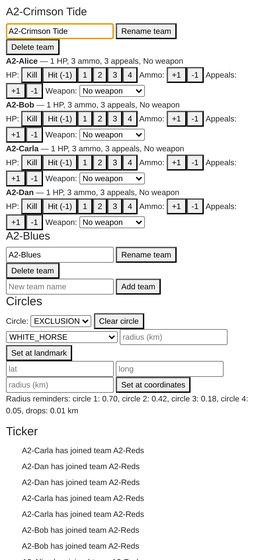 A2-Crimson Tide
A2-Crimson Tide Rename team
Delete team
A2-Alice — 1 HP, 3 ammo, 3 appeals, No weapon
HP: Kill Hit (-1) 1 2 3 4 Ammo: +1 -1 Appeals:
+1 -1 Weapon: No weapon
A2-Bob — 1 HP, 3 ammo, 3 appeals, No weapon
HP: Kill Hit (-1) 1 2 3 4 Ammo: +1 -1 Appeals:
+1 -1 Weapon: No weapon
A2-Carla — 1 HP, 3 ammo, 3 appeals, No weapon
HP: Kill Hit (-1) 1 2 3 4 Ammo: +1 -1 Appeals:
+1 -1 Weapon: No weapon
A2-Dan — 1 HP, 3 ammo, 3 appeals, No weapon
HP: Kill Hit (-1) 1 2 3 4 Ammo: +1 -1 Appeals:
+1 -1 Weapon: No weapon
A2-Blues
A2-Blues Rename team
Delete team
New team name Add team
Circles
Circle: EXCLUSION Clear circle
WHITE_HORSE radius (km)
Set at landmark
lat long
radius (km) Set at coordinates
Radius reminders: circle 1: 0.70, circle 2: 0.42, circle 3: 0.18, circle 4:
0.05, drops: 0.01 km
Ticker
A2-Carla has joined team A2-Reds
A2-Dan has joined team A2-Reds
A2-Dan has joined team A2-Reds
A2-Carla has joined team A2-Reds
A2-Carla has joined team A2-Reds
A2-Bob has joined team A2-Reds
A2-Bob has joined team A2-Reds